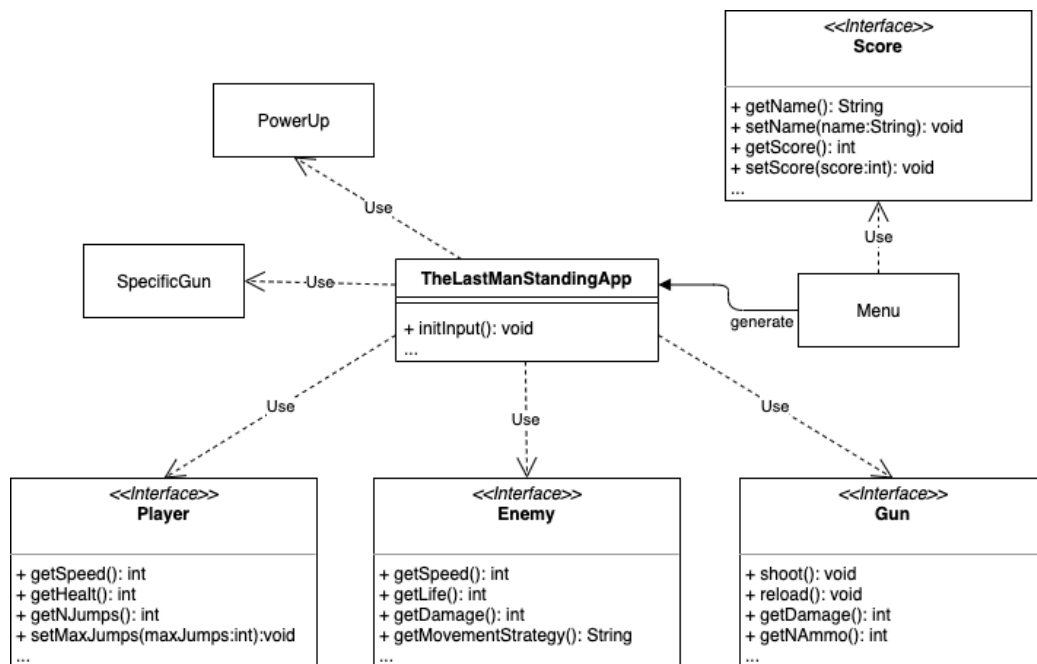 <<Interface>>
Score
+ getName(): String
+ setName(name:String): void
+ getScore(): int
+ setScore(score:int): void
...
PowerUp
Use
Use
SpecificGun
Use
TheLastManStandingApp
+ initInput(): void
...
generate
Menu
Use
Use
Use
<<Interface>>
Player
+ getSpeed(): int
+ getHealt(): int
+ getNJumps(): int
+ setMaxJumps(maxJumps:int):void
...
<<Interface>>
Enemy
+ getSpeed(): int
+ getLife(): int
+ getDamage(): int
+ getMovementStrategy(): String
...
<<Interface>>
Gun
+ shoot(): void
+ reload(): void
+ getDamage(): int
+ getNAmmo(): int
...